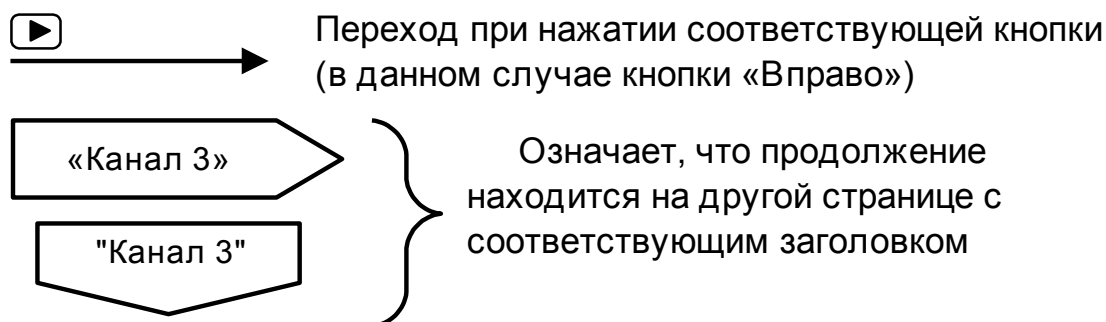 Переход при нажатии соответствующей кнопки
(в данном случае кнопки «Вправо»)
«Канал 3»
"Канал 3"
Означает, что продолжение
находится на другой странице с
соответствующим заголовком